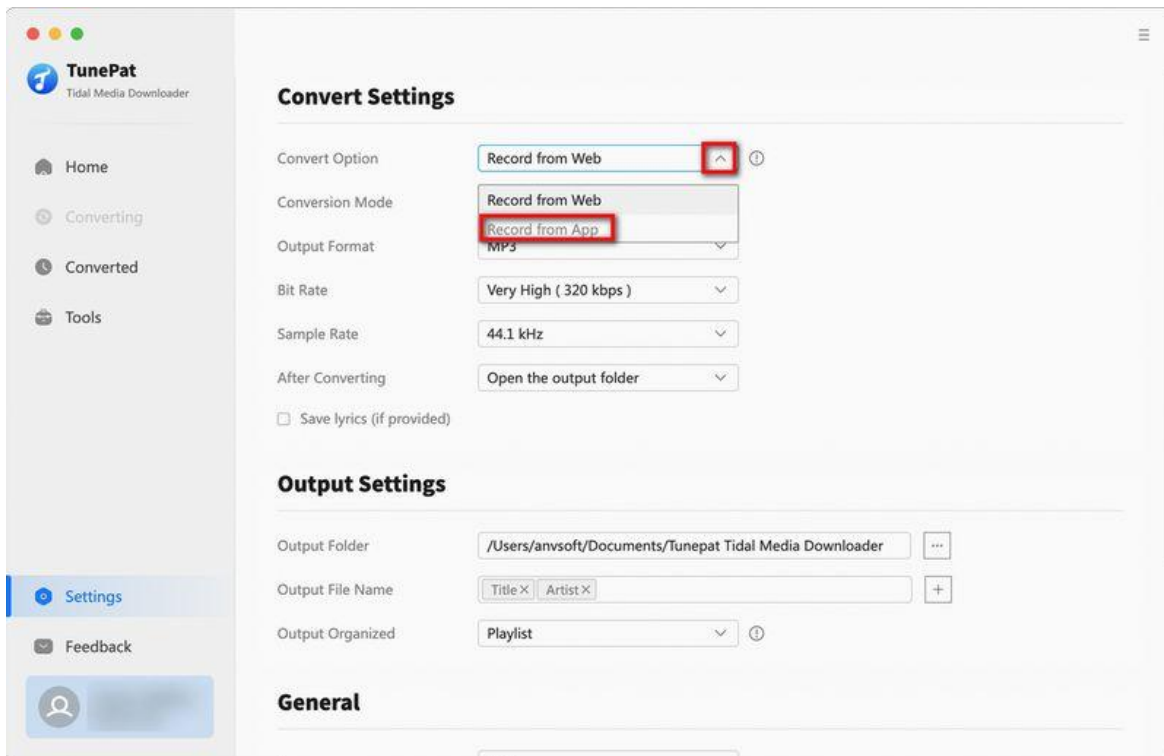 TunePat
Tidal Media Downloader
Home
Converting
Converted
Tools
Settings
Feedback
Convert Settings
Convert Option Record from Web
Record from Web
Conversion Mode
Record from App
Output Format MP3
Bit Rate Very High ( 320 kbps )
Sample Rate 44.1 kHz
After Converting Open the output folder
Save lyrics (if provided)
Output Settings
Output Folder /Users/anvsoft/Documents/Tunepat Tidal Media Downloader ...
Output File Name Title × Artist × +
Output Organized Playlist
General